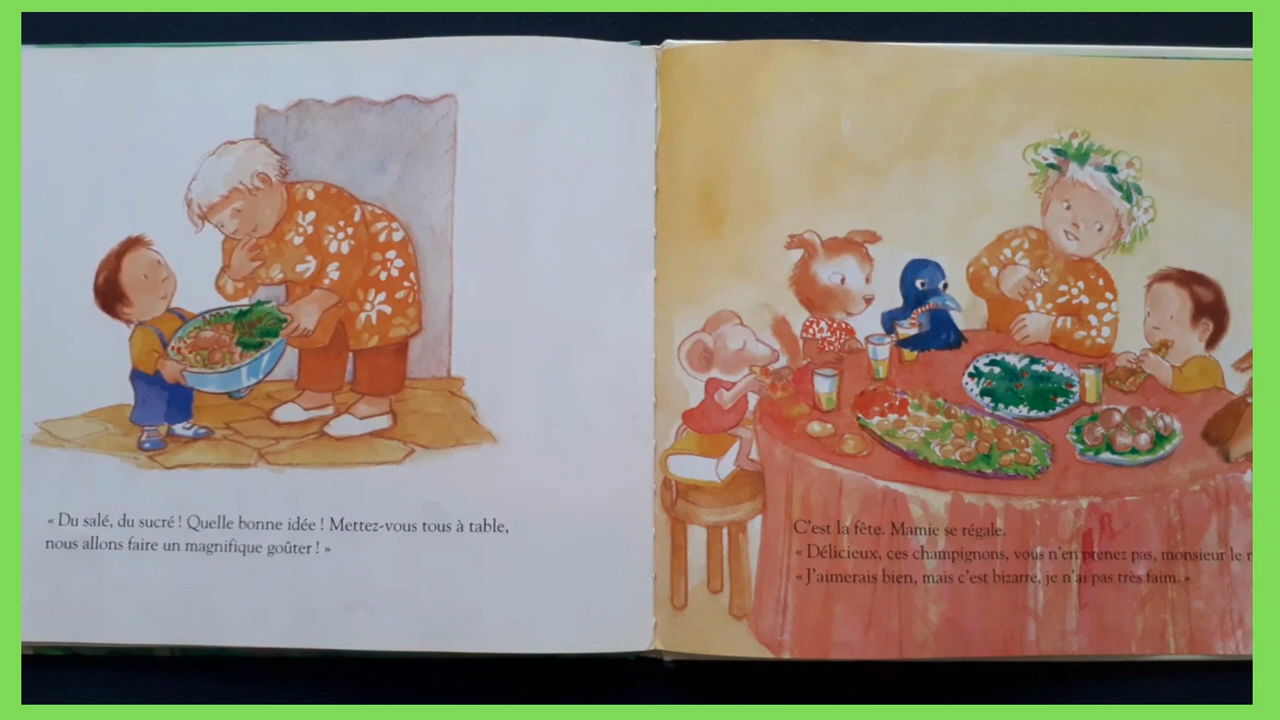 « Du salé, du sucré ! Quelle bonne idée ! Mettez-vous tous à table,
nous allons faire un magnifique goûter ! »
C'est la fête. Mamie se régale.
« Délicieux, ces champignons, vous n'en prenez pas, monsieur le
« J'aimerais bien, mais c'est bizarre, je n'ai pas très faim. »